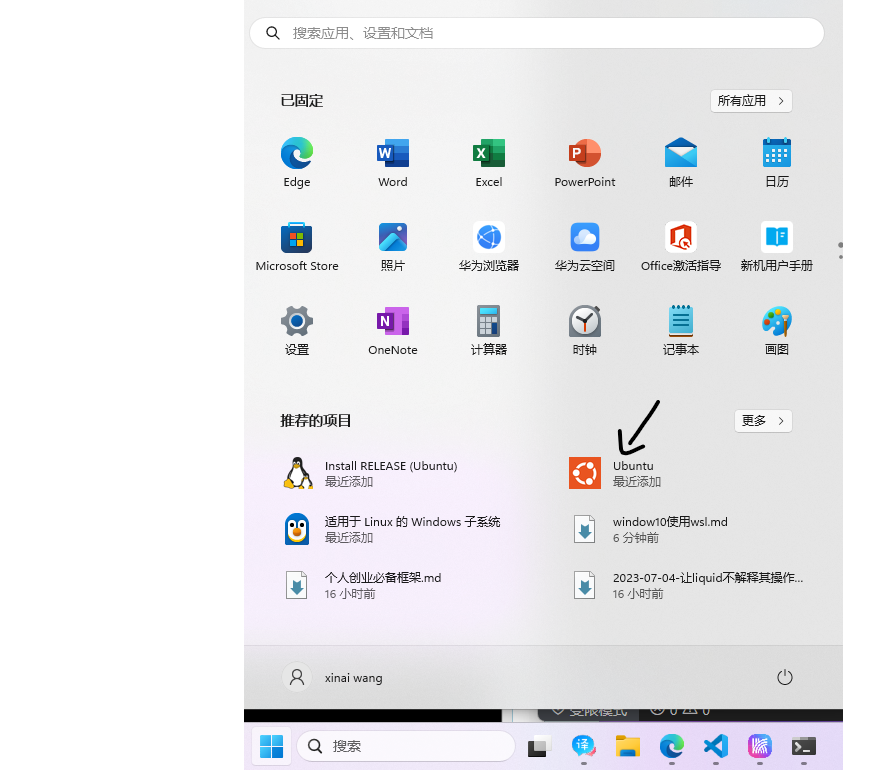 搜索应用、设置和文档
已固定
所有应用
Edge
Word
Excel
PowerPoint
邮件
日历
Microsoft Store
照片
华为浏览器
华为云空间
Office激活指导
新机用户手册
设置
OneNote
计算器
时钟
记事本
画图
推荐的项目
更多
Install RELEASE (Ubuntu)
最近添加
Ubuntu
最近添加
适用于 Linux 的 Windows 子系统
最近添加
window10使用wsl.md
6 分钟前
个人创业必备框架.md
16 小时前
2023-07-04-让liquid不解释其操作...
16 小时前
xinai wang
受限模式 0 0
搜索
译